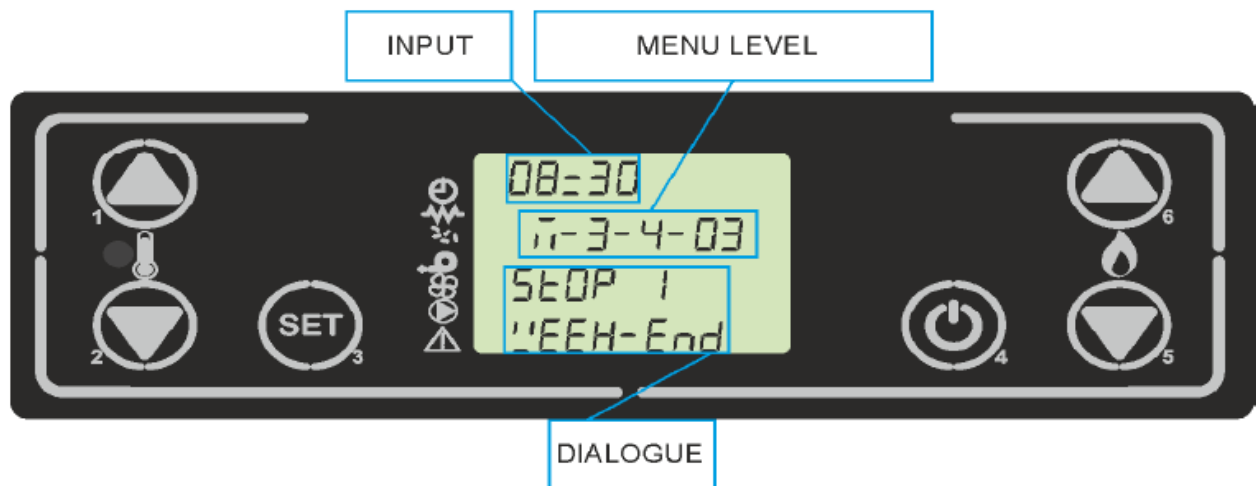 INPUT
MENU LEVEL
08:30
1
6
M-3-4-03
StOP 1
SET
WEEK-End
2
3
4
5
DIALOGUE